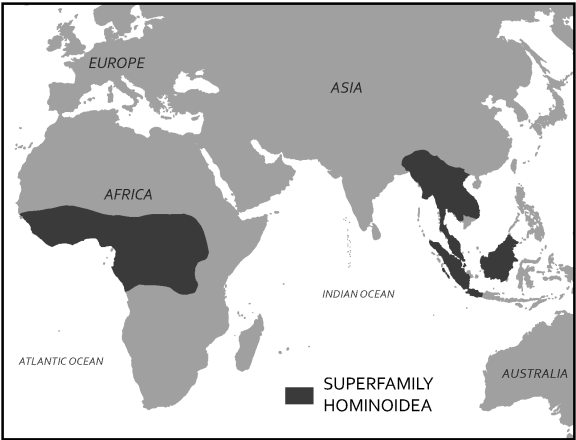 EUROPE
ASIA
AFRICA
INDIAN OCEAN
ATLANTIC OCEAN
AUSTRALIA
SUPERFAMILY
HOMINOIDEA